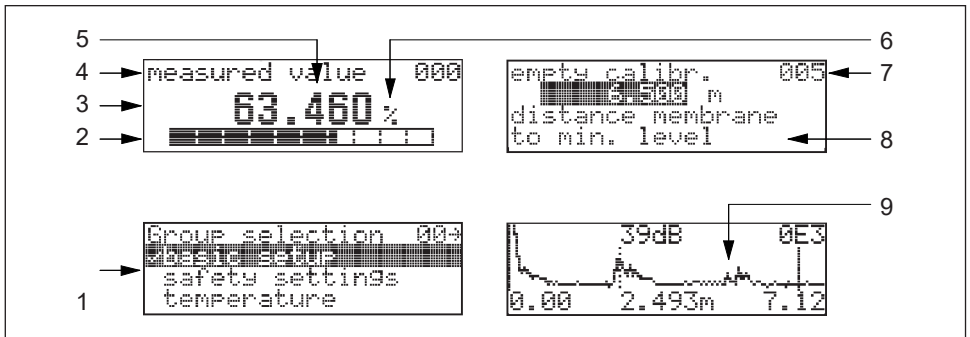 5
6
4
measured value 000
3
63.460 %
2
empty calibr. 005
7
6.500 m
distance membrane
to min. level
8
Group selection 00→
basic setup
safety settings
temperature
1
9
39dB 0E3
0.00 2.493m 7.12